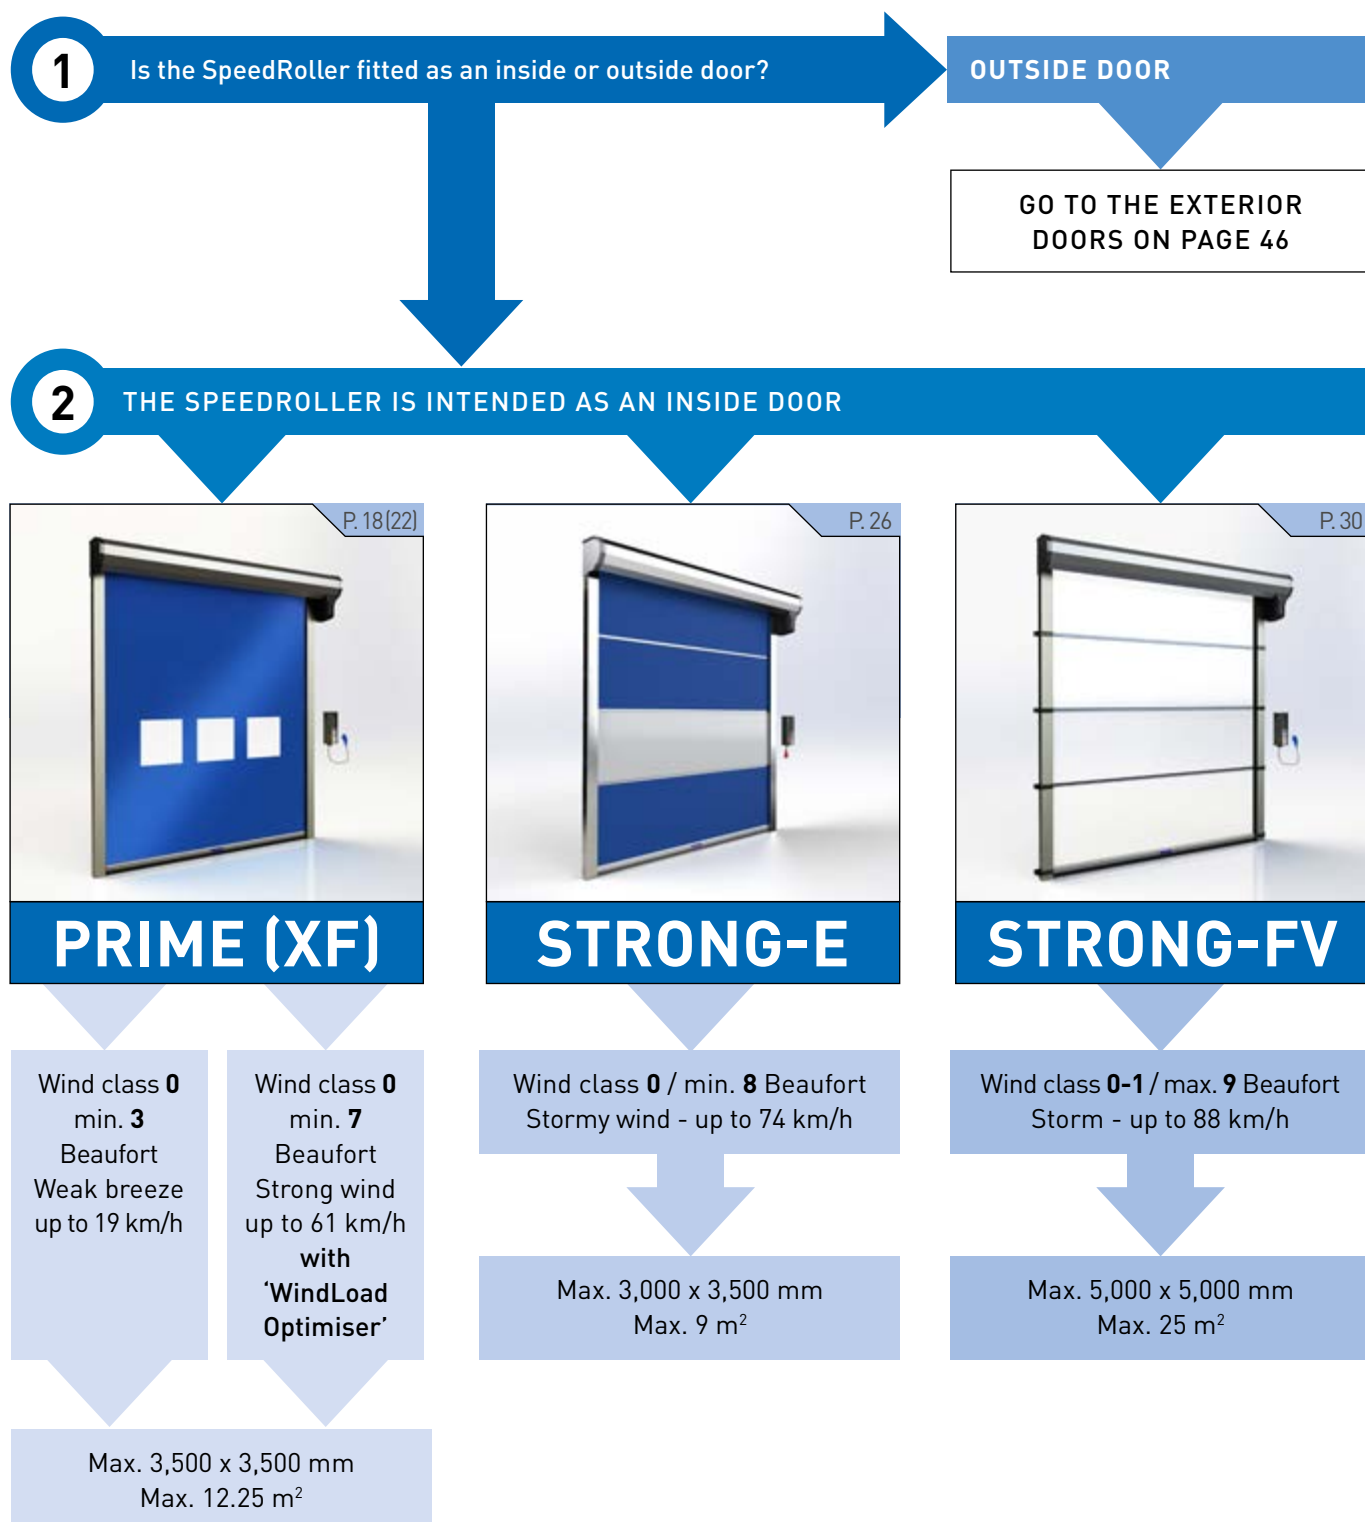 1
Is the SpeedRoller fitted as an inside or outside door?
OUTSIDE DOOR
GO TO THE EXTERIOR
DOORS ON PAGE 46
2
THE SPEEDROLLER IS INTENDED AS AN INSIDE DOOR
P. 18(22)
PRIME (XF)
Wind class 0
min. 3
Beaufort
Weak breeze
up to 19 km/h
Wind class 0
min. 7
Beaufort
Strong wind
up to 61 km/h
with
‘WindLoad
Optimiser’
Max. 3,500 x 3,500 mm
Max. 12.25 m²
P. 26
STRONG-E
Wind class 0 / min. 8 Beaufort
Stormy wind - up to 74 km/h
Max. 3,000 x 3,500 mm
Max. 9 m²
P. 30
STRONG-FV
Wind class 0-1 / max. 9 Beaufort
Storm - up to 88 km/h
Max. 5,000 x 5,000 mm
Max. 25 m²